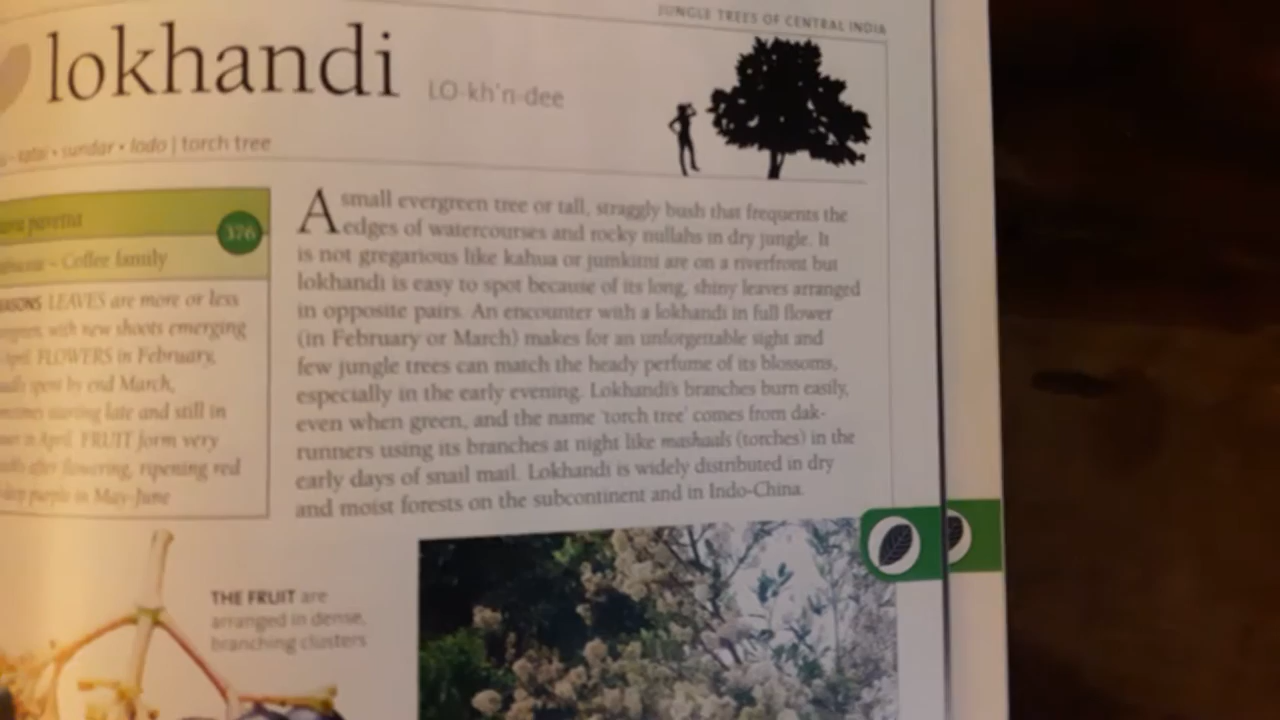 JUNGLE TREES OF CENTRAL INDIA
lokhandi LO-kh'n-dee
sundar • lodo | torch tree
376
– Coffee family
LEAVES are more or less
with new shoots emerging
April. FLOWERS in February,
spent by end March,
starting late and still in
April. FRUIT form very
after flowering, ripening red
deep purple in May-June
A small evergreen tree or tall, straggly bush that frequents the
edges of watercourses and rocky nullahs in dry jungle. It
is not gregarious like kahua or jumkimi are on a riverfront but
lokhandi is easy to spot because of its long, shiny leaves arranged
in opposite pairs. An encounter with a lokhandi in full flower
(in February or March) makes for an unforgettable sight and
few jungle trees can match the heady perfume of its blossoms,
especially in the early evening. Lokhandi's branches burn easily,
even when green, and the name 'torch tree' comes from dak-
runners using its branches at night like mashaals (torches) in the
early days of snail mail. Lokhandi is widely distributed in dry
and moist forests on the subcontinent and in Indo-China.
THE FRUIT are
arranged in dense,
branching clusters